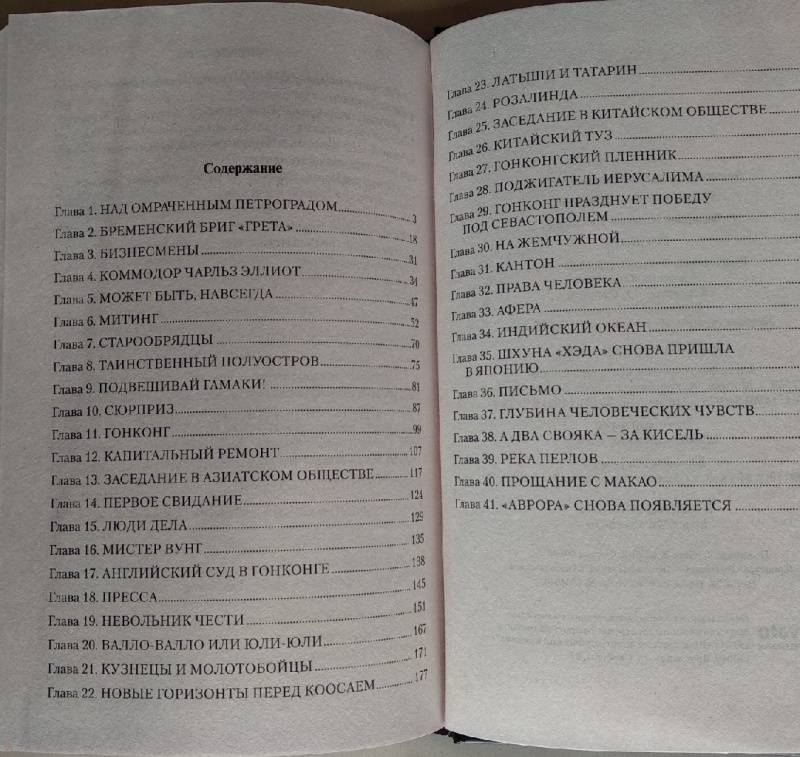 Содержание
Глава 1. НАД ОМРАЧЕННЫМ ПЕТРОГРАДОМ 3
Глава 2. БРЕМЕНСКИЙ БРИГ «ГРЕТА» 18
Глава 3. БИЗНЕСМЕНЫ 31
Глава 4. КОММОДОР ЧАРЛЬЗ ЭЛЛИОТ 34
Глава 5. МОЖЕТ БЫТЬ, НАВСЕГДА 47
Глава 6. МИТИНГ 52
Глава 7. СТАРООБРЯДЦЫ 70
Глава 8. ТАИНСТВЕННЫЙ ПОЛУОСТРОВ 75
Глава 9. ПОДВЕШИВАЙ ГАМАКИ! 81
Глава 10. СЮРПРИЗ 87
Глава 11. ГОНКОНГ 99
Глава 12. КАПИТАЛЬНЫЙ РЕМОНТ 107
Глава 13. ЗАСЕДАНИЕ В АЗИАТСКОМ ОБЩЕСТВЕ 117
Глава 14. ПЕРВОЕ СВИДАНИЕ 124
Глава 15. ЛЮДИ ДЕЛА 129
Глава 16. МИСТЕР ВУНГ 135
Глава 17. АНГЛИЙСКИЙ СУД В ГОНКОНГЕ 138
Глава 18. ПРЕССА 145
Глава 19. НЕВОЛЬНИК ЧЕСТИ 151
Глава 20. ВАЛЛО-ВАЛЛО ИЛИ ЮЛИ-ЮЛИ 167
Глава 21. КУЗНЕЦЫ И МОЛОТОБОЙЦЫ 171
Глава 22. НОВЫЕ ГОРИЗОНТЫ ПЕРЕД КООСАЕМ 177
Глава 23. ЛАТЫШИ И ТАТАРИН
Глава 24. РОЗАЛИНДА
Глава 25. ЗАСЕДАНИЕ В КИТАЙСКОМ ОБЩЕСТВЕ
Глава 26. КИТАЙСКИЙ ТУЗ
Глава 27. ГОНКОНГСКИЙ ПЛЕННИК
Глава 28. ПОДЖИГАТЕЛЬ ИЕРУСАЛИМА
Глава 29. ГОНКОНГ ПРАЗДНУЕТ ПОБЕДУ
ПОД СЕВАСТОПОЛЕМ
Глава 30. НА ЖЕМЧУЖНОЙ
Глава 31. КАНТОН
Глава 32. ПРАВА ЧЕЛОВЕКА
Глава 33. АФЕРА
Глава 34. ИНДИЙСКИЙ ОКЕАН
Глава 35. ШХУНА «ХЭДА» СНОВА ПРИШЛА
В ЯПОНИЮ
Глава 36. ПИСЬМО
Глава 37. ГЛУБИНА ЧЕЛОВЕЧЕСКИХ ЧУВСТВ
Глава 38. А ДВА СВОЯКА – ЗА КИСЕЛЬ
Глава 39. РЕКА ПЕРЛОВ
Глава 40. ПРОЩАНИЕ С МАКАО
Глава 41. «АВРОРА» СНОВА ПОЯВЛЯЕТСЯ